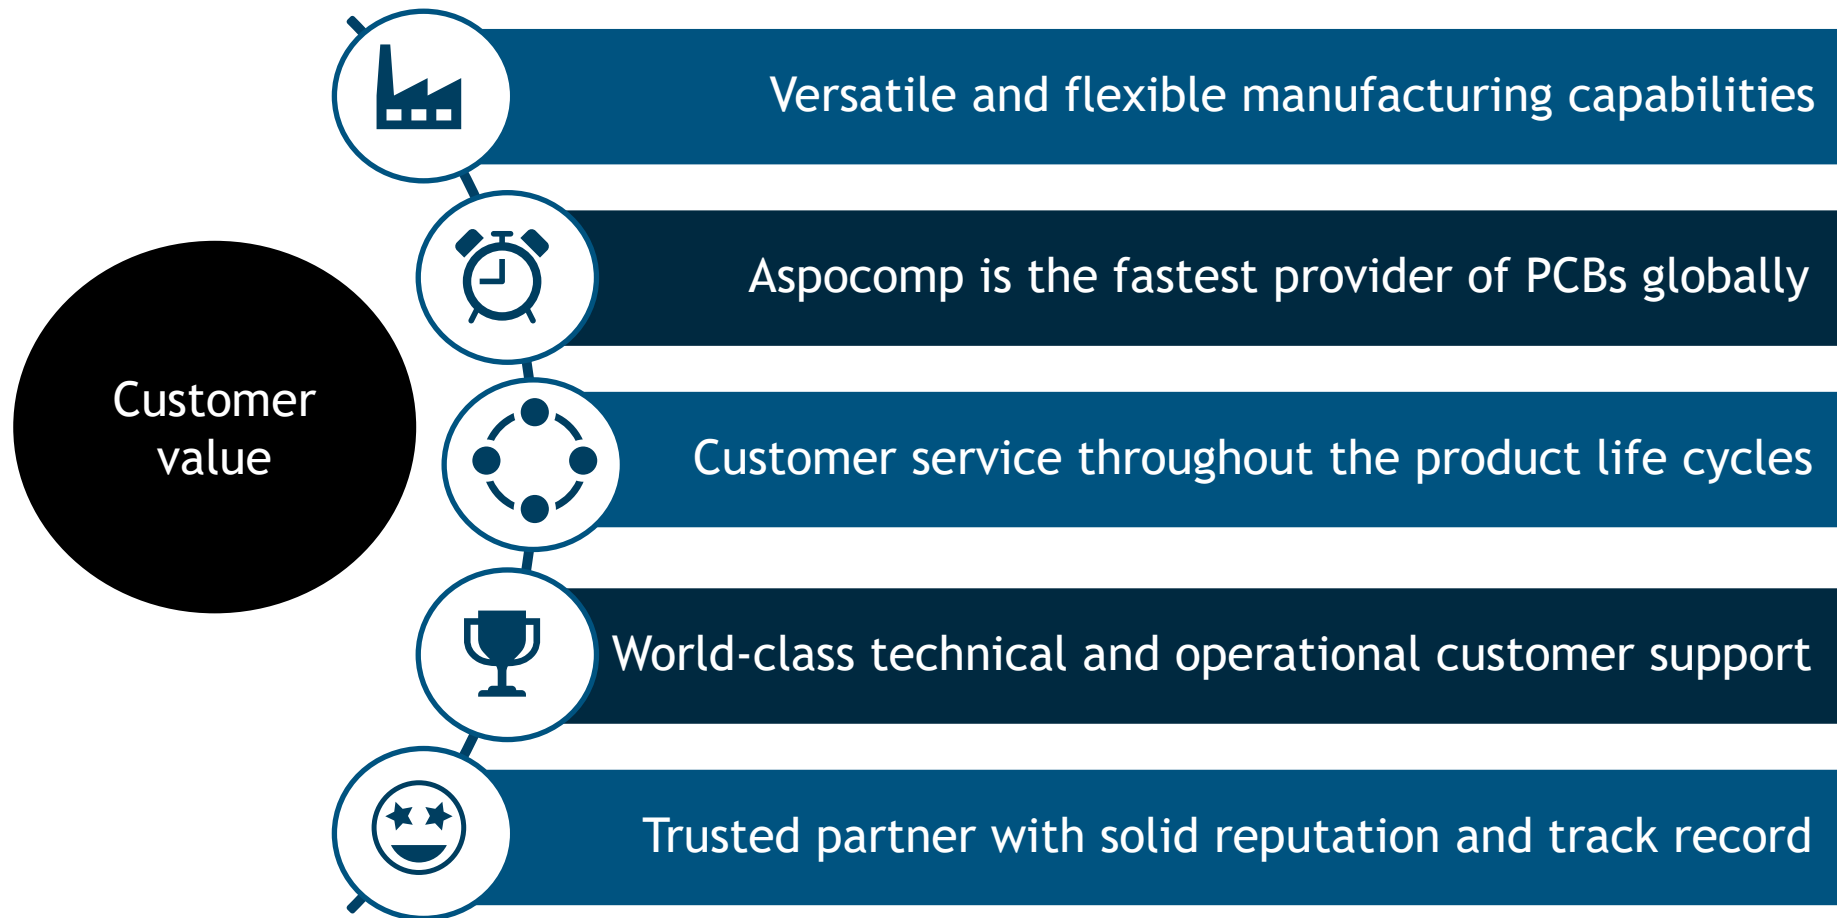 Versatile and flexible manufacturing capabilities
Aspocomp is the fastest provider of PCBs globally
Customer
value
Customer service throughout the product life cycles
World-class technical and operational customer support
Trusted partner with solid reputation and track record